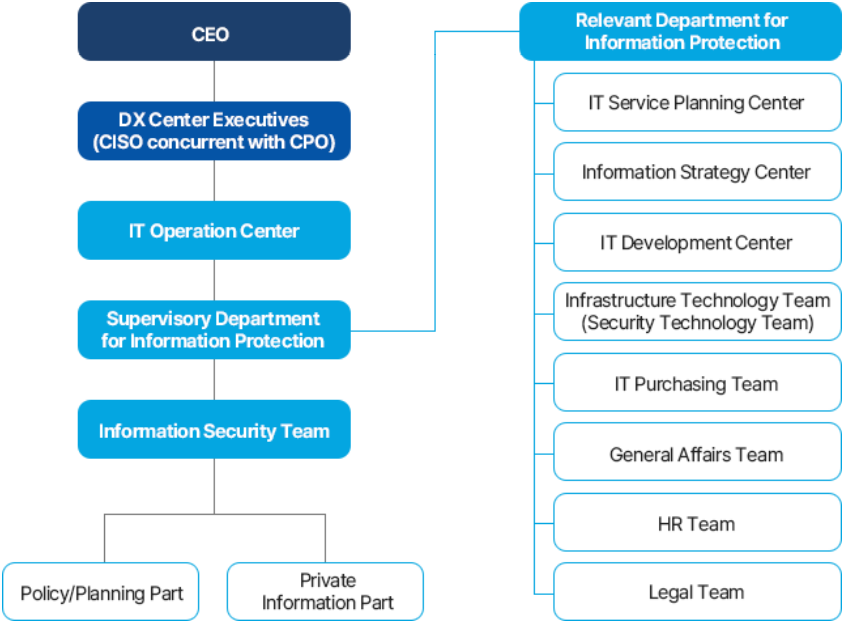 CEO
DX Center Executives
(CISO concurrent with CPO)
IT Operation Center
Supervisory Department
for Information Protection
Information Security Team
Policy/Planning Part
Private
Information Part
Relevant Department for
Information Protection
IT Service Planning Center
Information Strategy Center
IT Development Center
Infrastructure Technology Team
(Security Technology Team)
IT Purchasing Team
General Affairs Team
HR Team
Legal Team